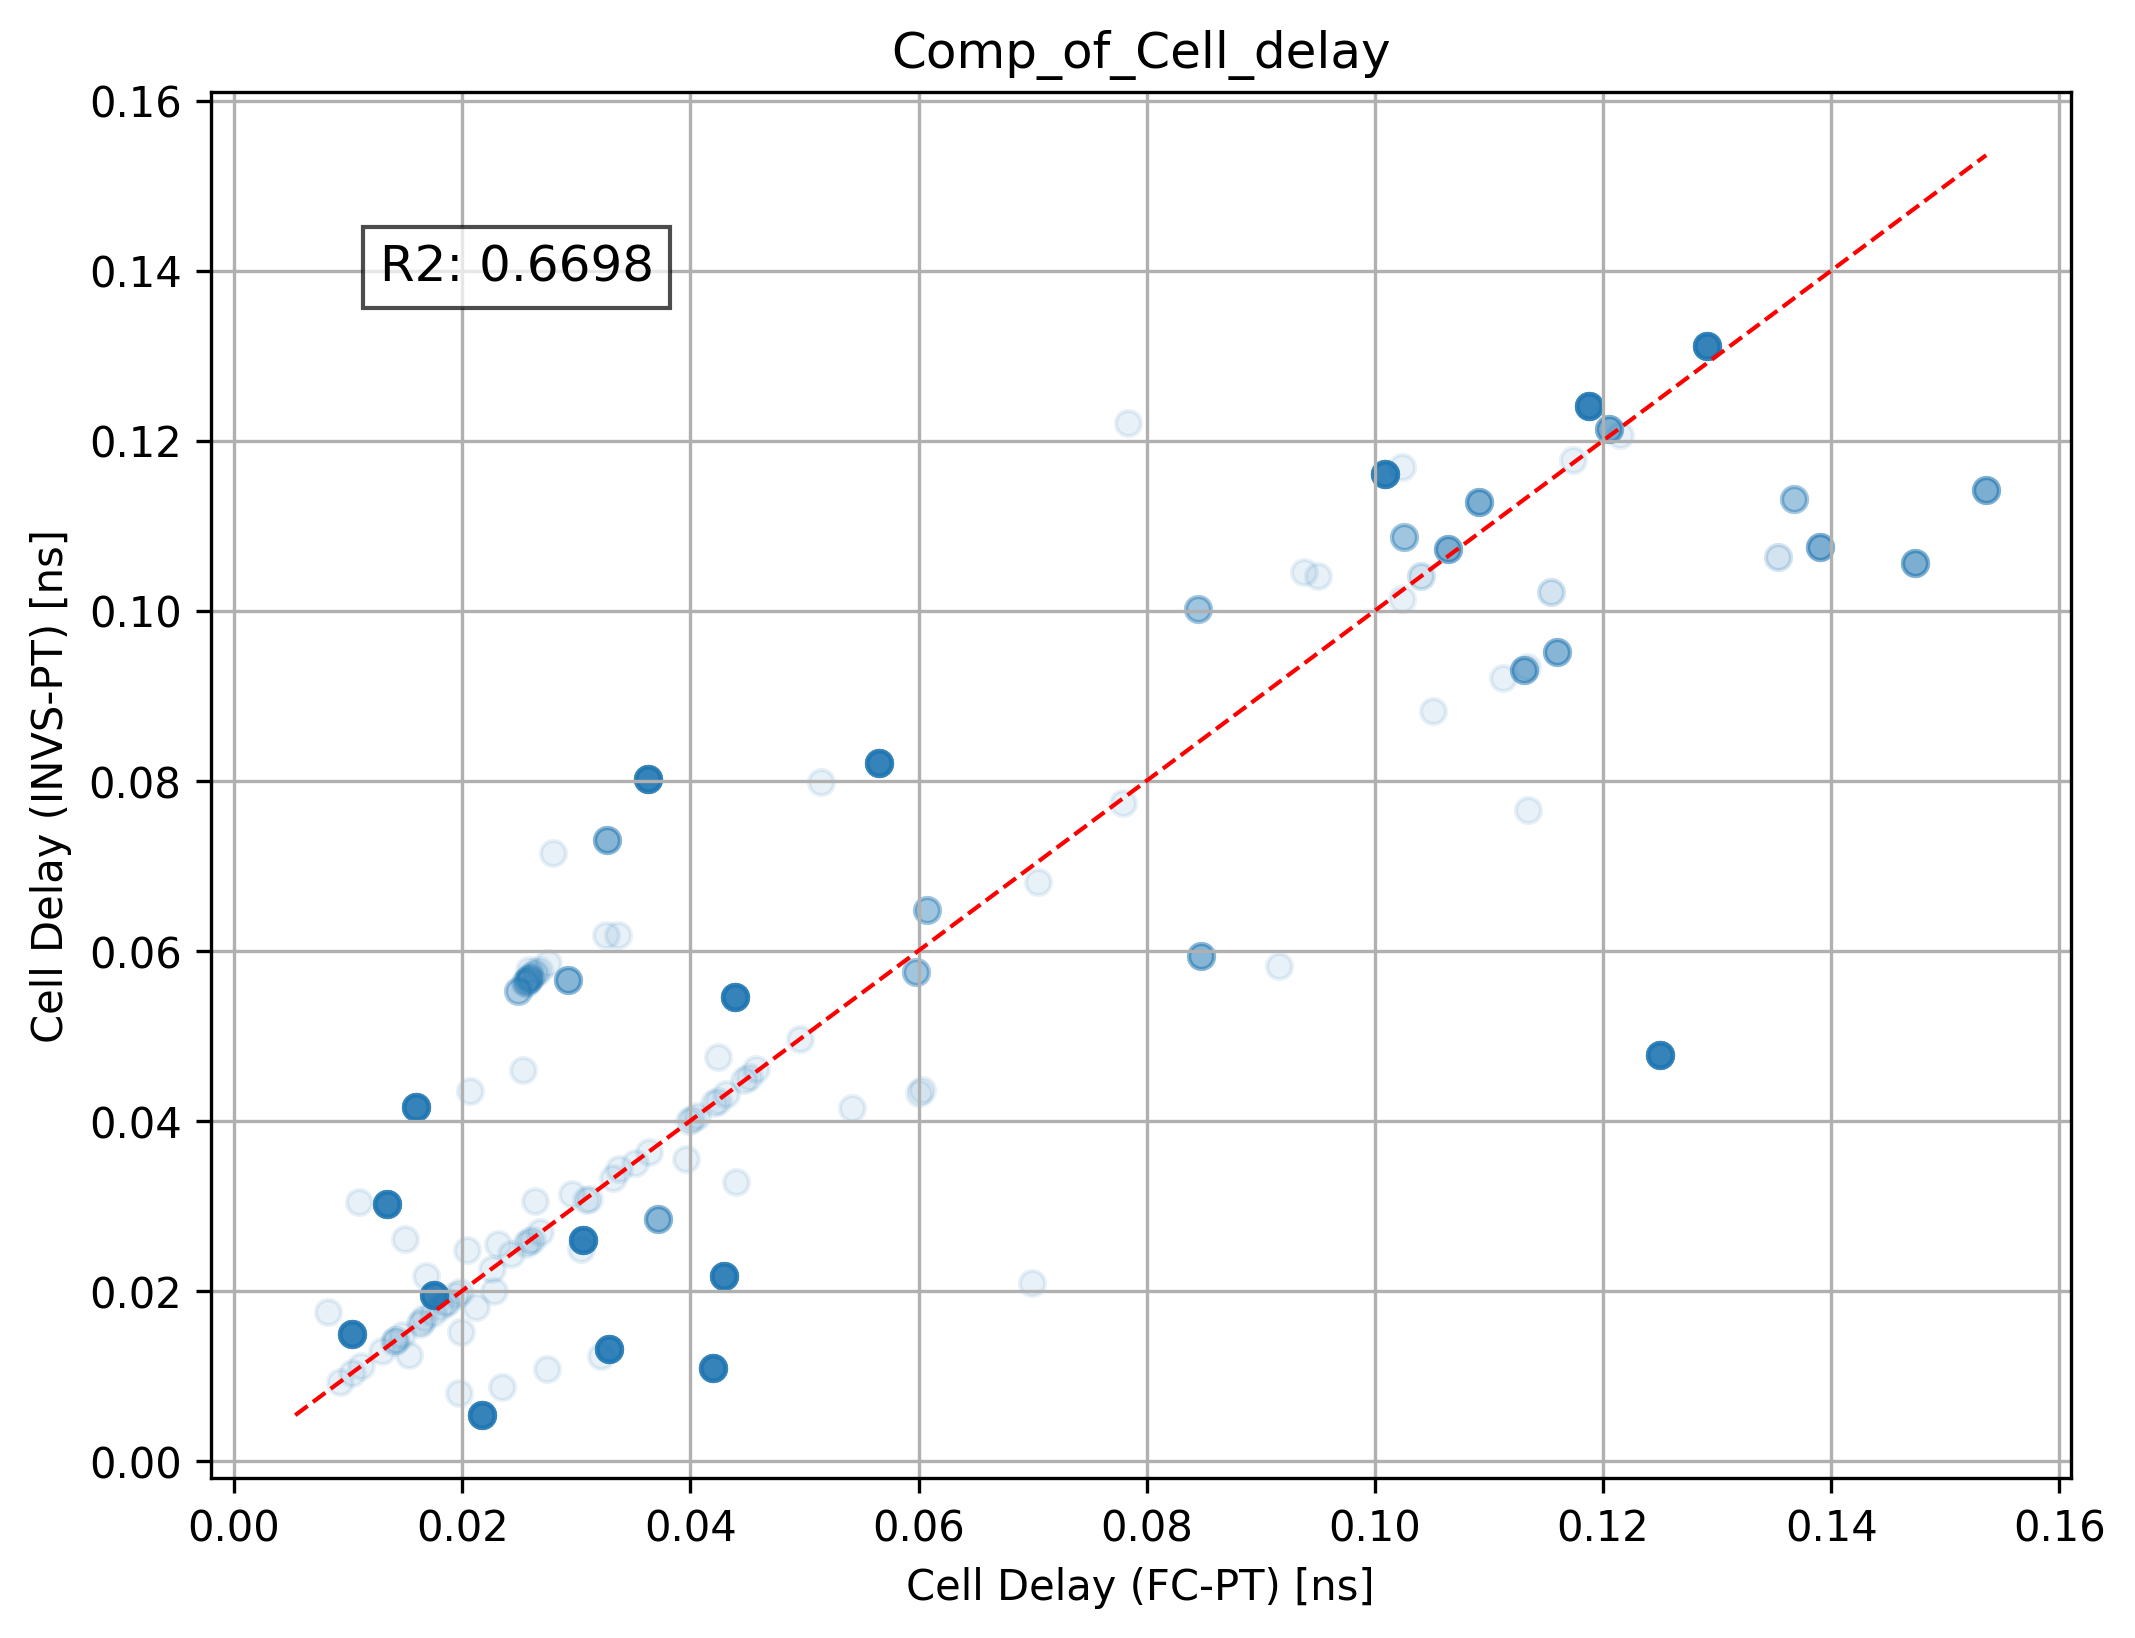 Comp_of_Cell_delay
0.16
0.14
0.12
0.10
0.08
0.06
0.04
0.02
0.00
R2: 0.6698
Cell Delay (INVS-PT) [ns]
0.00 0.02 0.04 0.06 0.08 0.10 0.12 0.14 0.16
Cell Delay (FC-PT) [ns]